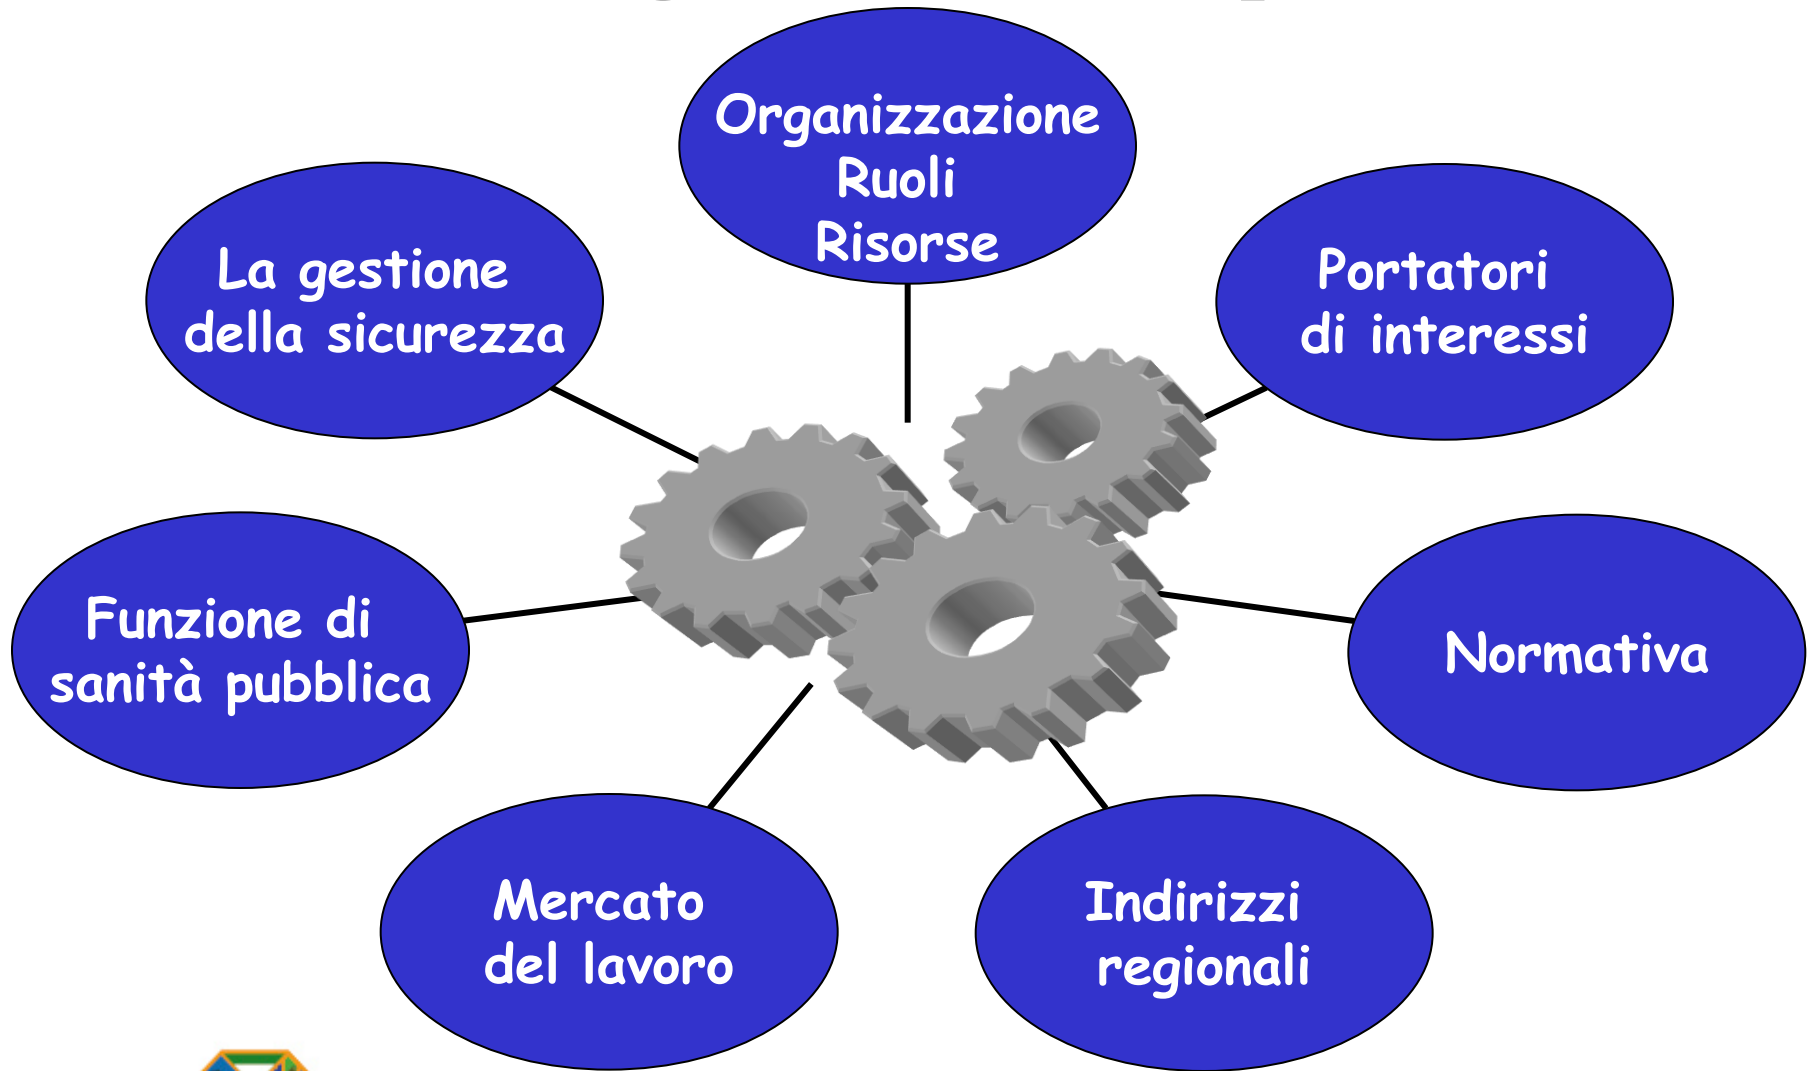 Organizzazione
Ruoli
Risorse
La gestione
della sicurezza
Portatori
di interessi
Funzione di
sanità pubblica
Normativa
Mercato
del lavoro
Indirizzi
regionali